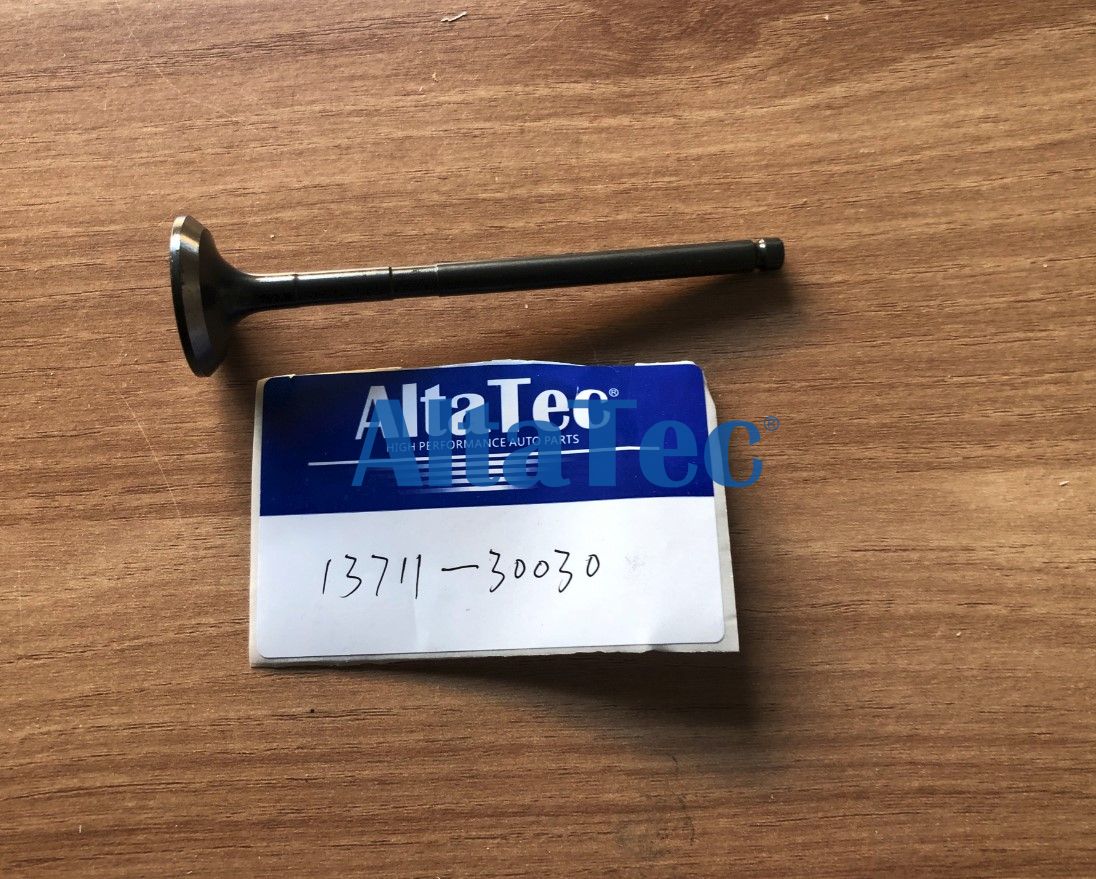 AltaTec®
HIGH PERFORMANCE AUTO PARTS
AltaTec®
13711-30030